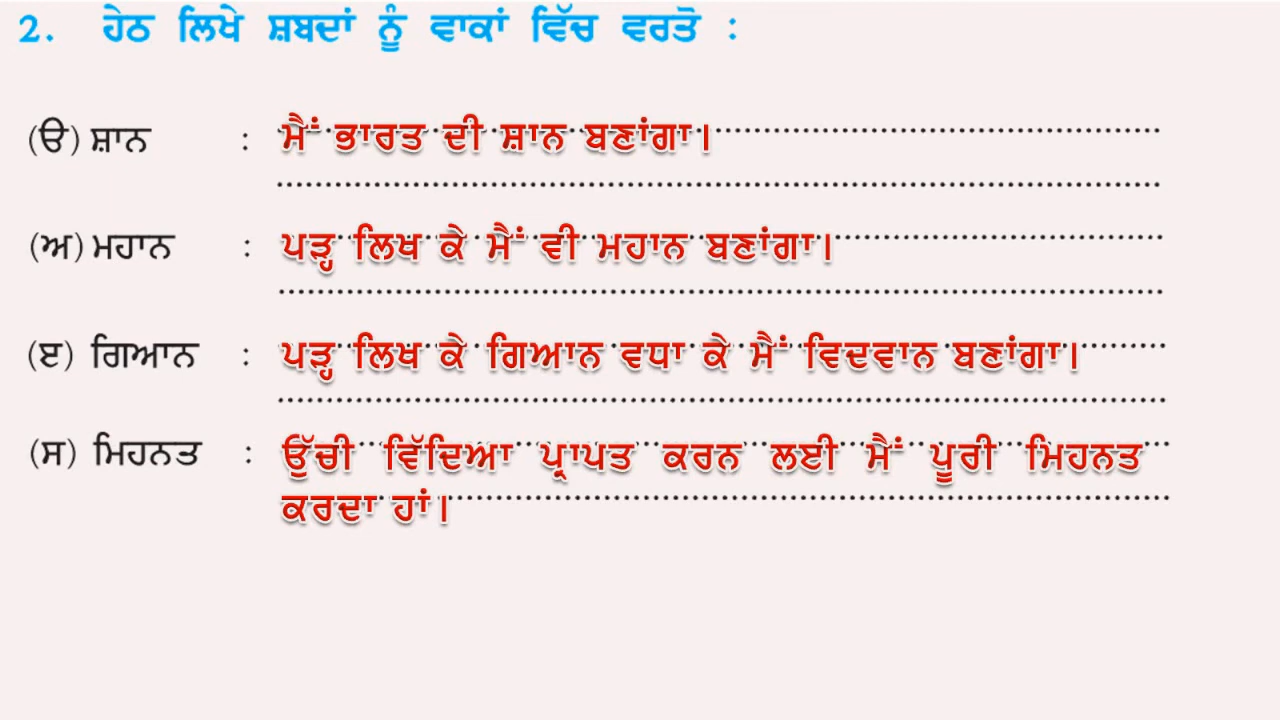 2. ਹੇਠ ਲਿਖੇ ਸ਼ਬਦਾਂ ਨੂੰ ਵਾਕਾਂ ਵਿੱਚ ਵਰਤੋ :
(ੳ) ਸ਼ਾਨ : ਮੈਂ ਭਾਰਤ ਦੀ ਸ਼ਾਨ ਬਣਾਂਗਾ।
(ਅ) ਮਹਾਨ : ਪੜ੍ਹ ਲਿਖ ਕੇ ਮੈਂ ਵੀ ਮਹਾਨ ਬਣਾਂਗਾ।
(ੲ) ਗਿਆਨ : ਪੜ੍ਹ ਲਿਖ ਕੇ ਗਿਆਨ ਵਧਾ ਕੇ ਮੈਂ ਵਿਦਵਾਨ ਬਣਾਂਗਾ।
(ਸ) ਮਿਹਨਤ : ਉੱਚੀ ਵਿੱਦਿਆ ਪ੍ਰਾਪਤ ਕਰਨ ਲਈ ਮੈਂ ਪੂਰੀ ਮਿਹਨਤ
ਕਰਦਾ ਹਾਂ।